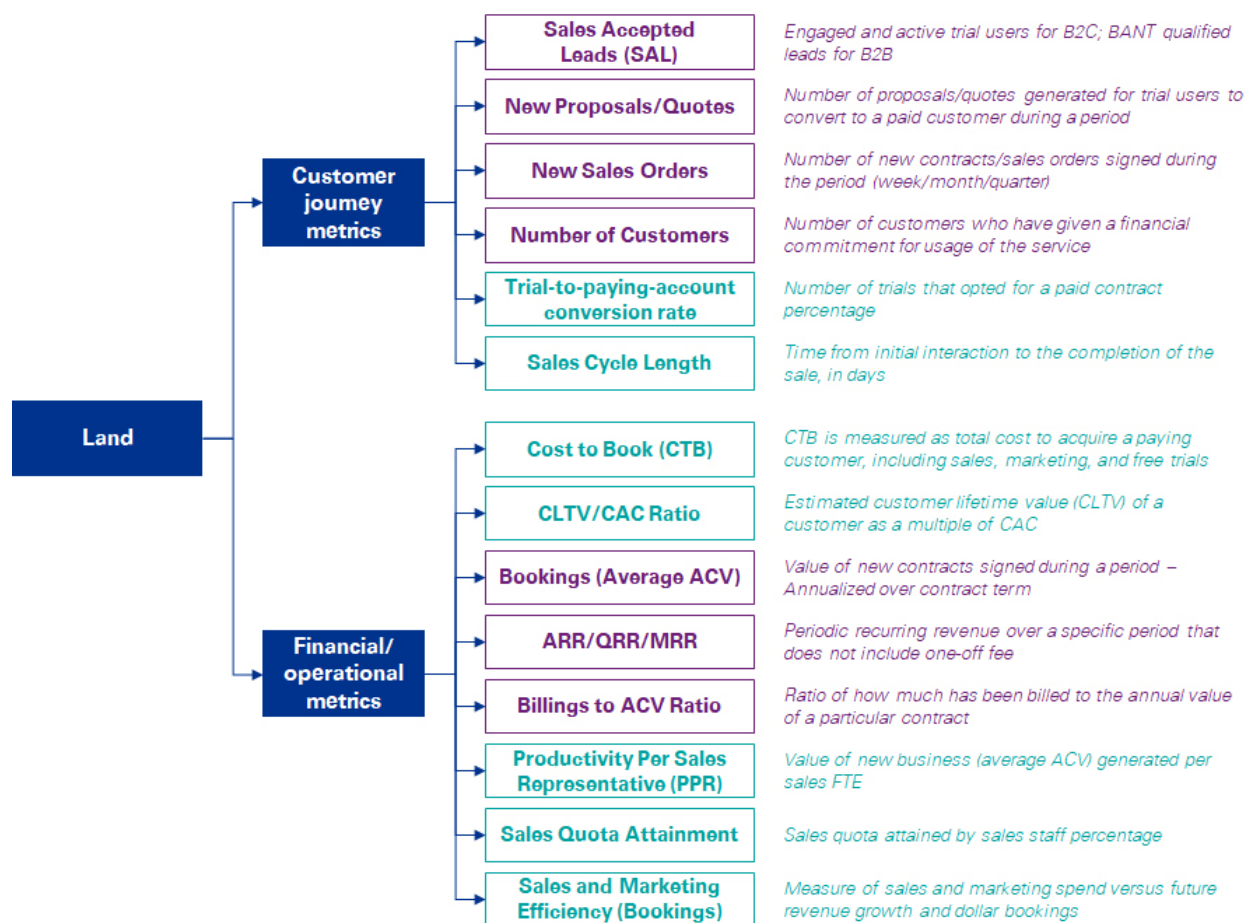 Sales Accepted
Leads (SAL)
Engaged and active trial users for B2C; BANT qualified
leads for B2B
New Proposals/Quotes
Number of proposals/quotes generated for trial users to
convert to a paid customer during a period
Customer
journey
metrics
New Sales Orders
Number of new contracts/sales orders signed during
the period (week/month/quarter)
Number of Customers
Number of customers who have given a financial
commitment for usage of the service
Trial-to-paying-account
conversion rate
Number of trials that opted for a paid contract
percentage
Sales Cycle Length
Time from initial interaction to the completion of the
sale, in days
Land
Cost to Book (CTB)
CTB is measured as total cost to acquire a paying
customer, including sales, marketing, and free trials
CLTV/CAC Ratio
Estimated customer lifetime value (CLTV) of a
customer as a multiple of CAC
Bookings (Average ACV)
Value of new contracts signed during a period –
Annualized over contract term
Financial/
operational
metrics
ARR/QRR/MRR
Periodic recurring revenue over a specific period that
does not include one-off fee
Billings to ACV Ratio
Ratio of how much has been billed to the annual value
of a particular contract
Productivity Per Sales
Representative (PPR)
Value of new business (average ACV) generated per
sales FTE
Sales Quota Attainment
Sales quota attained by sales staff percentage
Sales and Marketing
Efficiency (Bookings)
Measure of sales and marketing spend versus future
revenue growth and dollar bookings